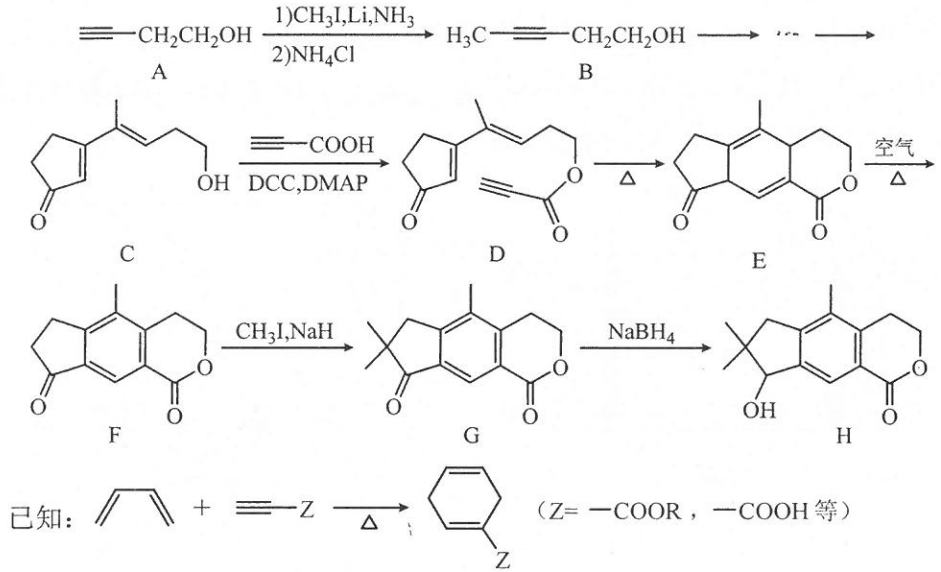 1)CH₃I,Li,NH₃
CH₂CH₂OH 2)NH₄Cl H₃C CH₂CH₂OH
A B
COOH 空气
OH DCC,DMAP O △ △
O O O O O O
C D E
CH₃I,NaH NaBH₄
O O O O O O OH O O
F G H
已知: + Z △ (Z= —COOR , —COOH 等)
Z